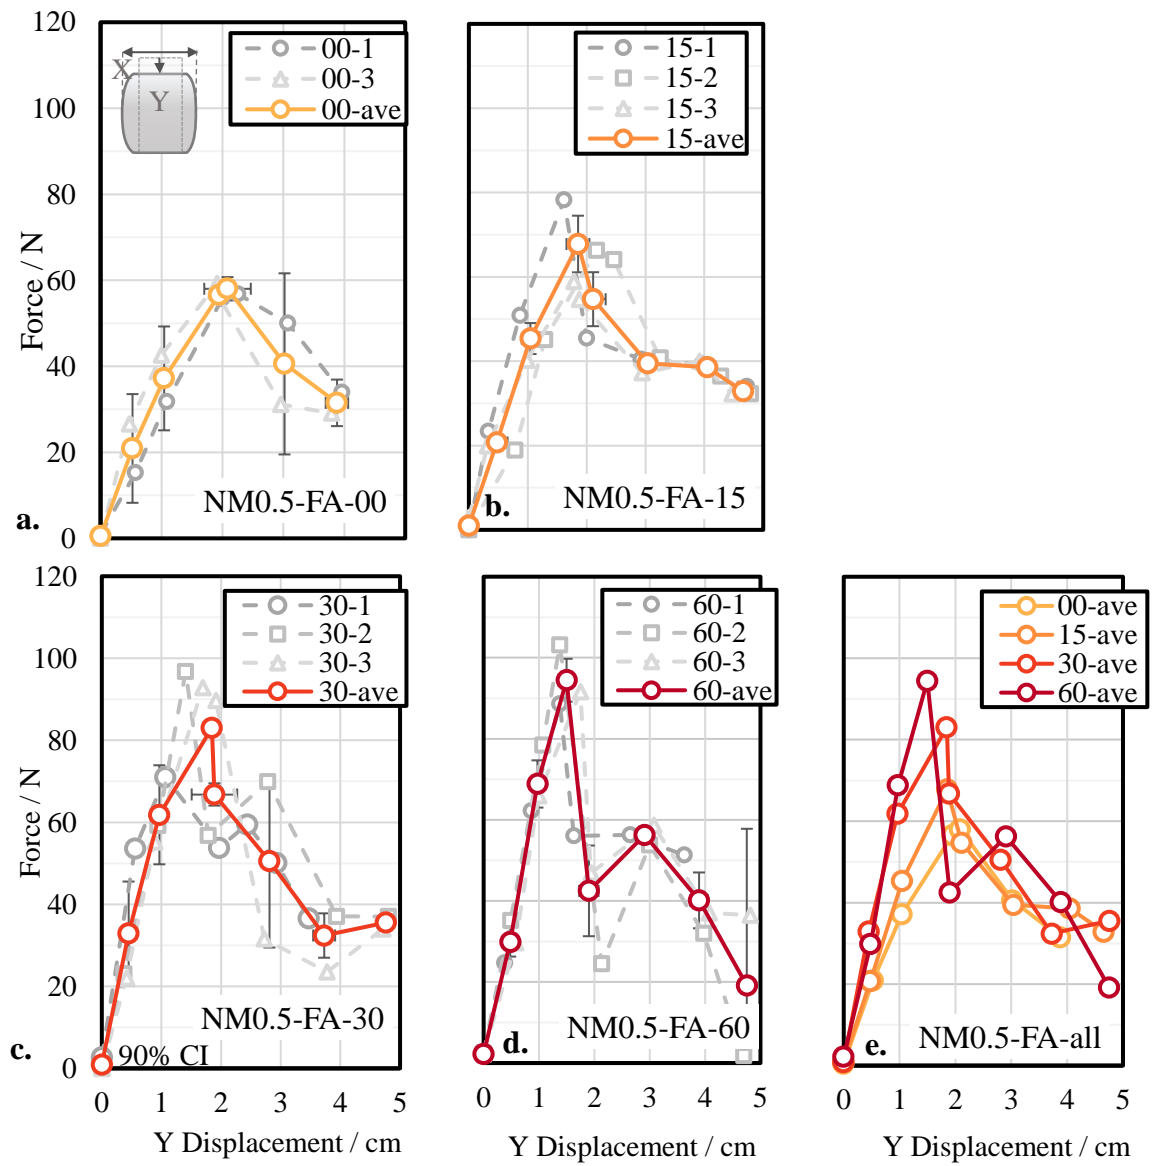 120
100
80
60
40
20
0
Force / N
X
Y
00-1
00-3
00-ave
NM0.5-FA-00
a.
15-1
15-2
15-3
15-ave
NM0.5-FA-15
b.
120
100
80
60
40
20
0
Force / N
30-1
30-2
30-3
30-ave
NM0.5-FA-30
c.
90% CI
0 1 2 3 4 5
Y Displacement / cm
60-1
60-2
60-3
60-ave
NM0.5-FA-60
d.
0 1 2 3 4 5
Y Displacement / cm
00-ave
15-ave
30-ave
60-ave
NM0.5-FA-all
e.
0 1 2 3 4 5
Y Displacement / cm